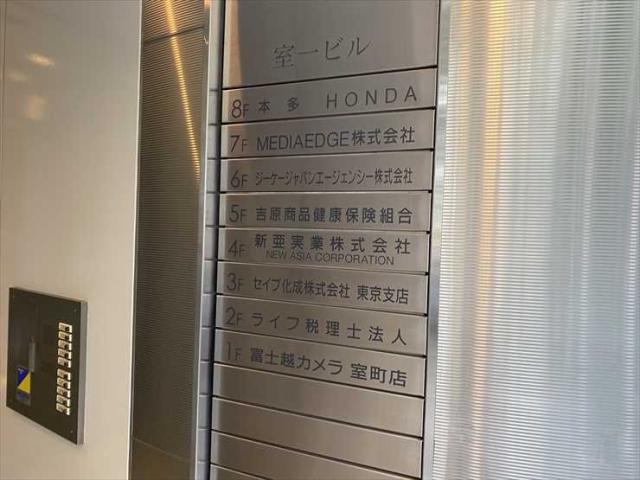 室一ビル
8F 本多 HONDA
7F MEDIAEDGE株式会社
6F ジーケージャパンエージェンシー株式会社
5F 吉原商品健康保険組合
4F 新亜実業株式会社
NEW ASIA CORPORATION
3F セイブ化成株式会社 東京支店
2F ライフ税理士法人
1F 富士越カメラ 室町店